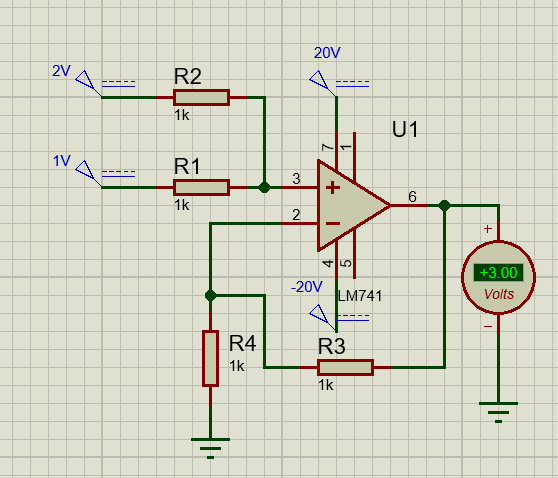 2V
R2
1k
20V
U1
1V
R1
1k
7
1
3
2
6
4
5
+
−
-20V
LM741
+
+3.00
Volts
−
R4
1k
R3
1k